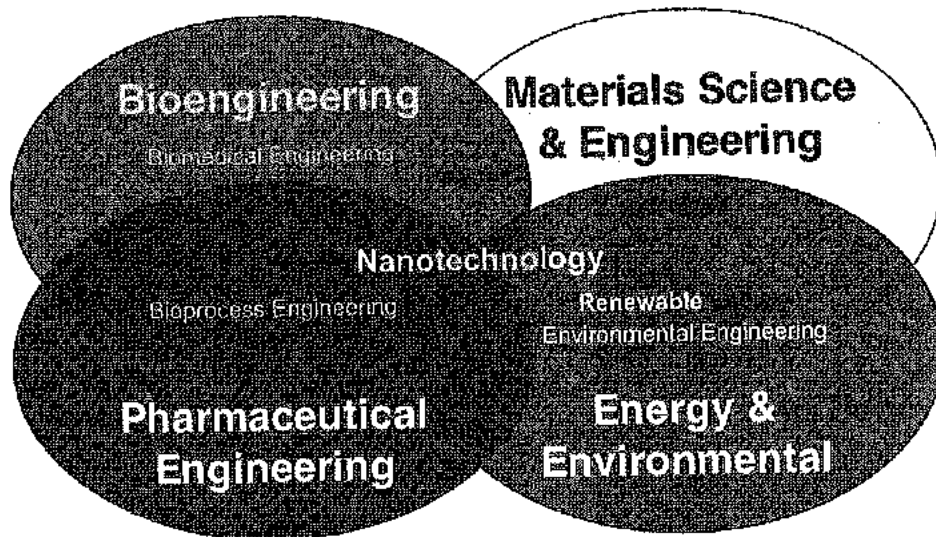 Bioengineering
Biomedical Engineering
Materials Science
& Engineering
Nanotechnology
Bioprocess Engineering
Renewable
Environmental Engineering
Pharmaceutical
Engineering
Energy &
Environmental